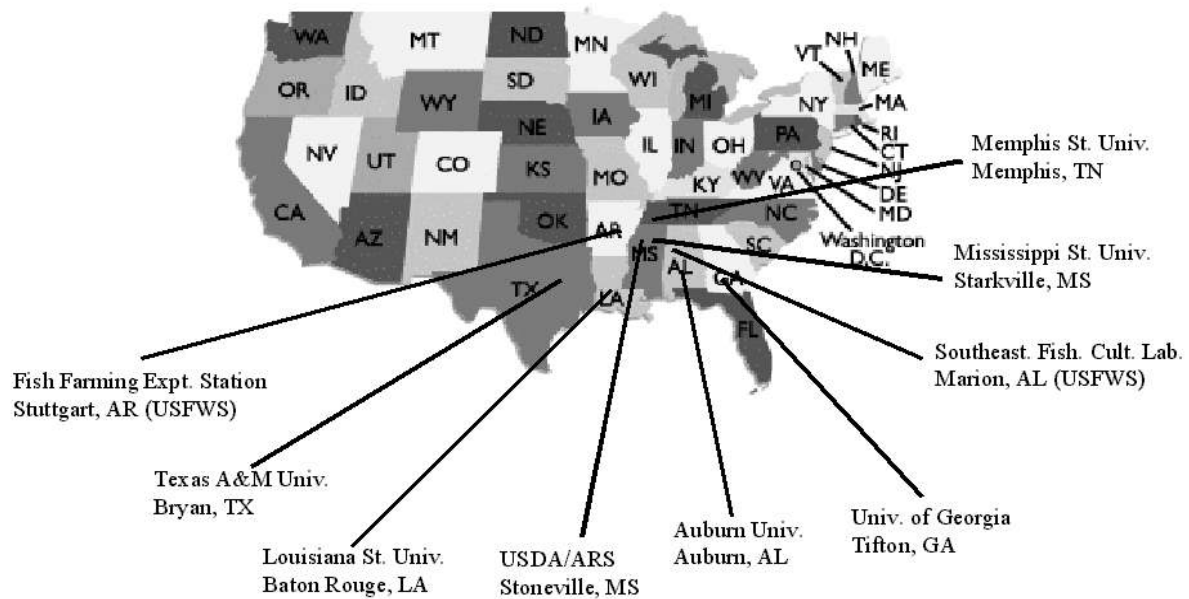 WA
MT
ND
MN
VT
NH
ME
OR
ID
SD
WI
MI
NY
MA
WY
IA
PA
RI
CT
NE
IL
IN
OH
NJ
NV
UT
CO
KS
MO
KY
WV
VA
DE
MD
CA
AZ
NM
OK
AR
TN
NC
SC
Washington
D.C.
TX
LA
MS
AL
GA
FL
Memphis St. Univ.
Memphis, TN
Mississippi St. Univ.
Starkville, MS
Southeast. Fish. Cult. Lab.
Marion, AL (USFWS)
Fish Farming Expt. Station
Stuttgart, AR (USFWS)
Texas A&M Univ.
Bryan, TX
Louisiana St. Univ.
Baton Rouge, LA
USDA/ARS
Stoneville, MS
Auburn Univ.
Auburn, AL
Univ. of Georgia
Tifton, GA